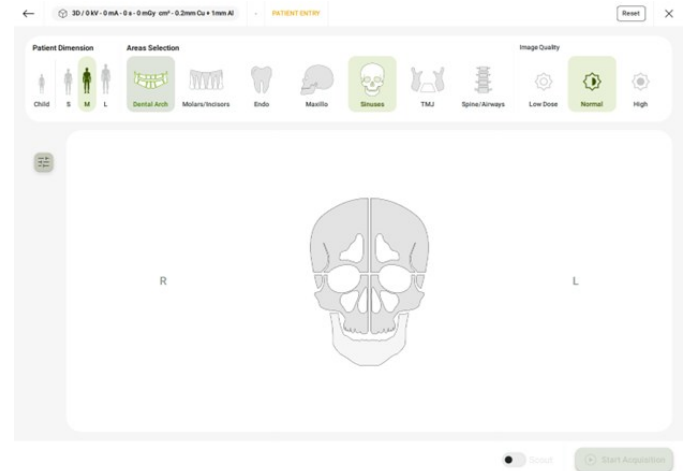 3D / 0 kV - 0 mA - 0 s - 0 mGy cm² - 0.2mm Cu + 1mm Al - PATIENT ENTRY Reset
Patient Dimension Areas Selection Image Quality
Child S M L Dental Arch Molars/Incisors Endo Maxillo Sinuses TMJ Spine/Airways Low Dose Normal High
R L
Scout Start Acquisition